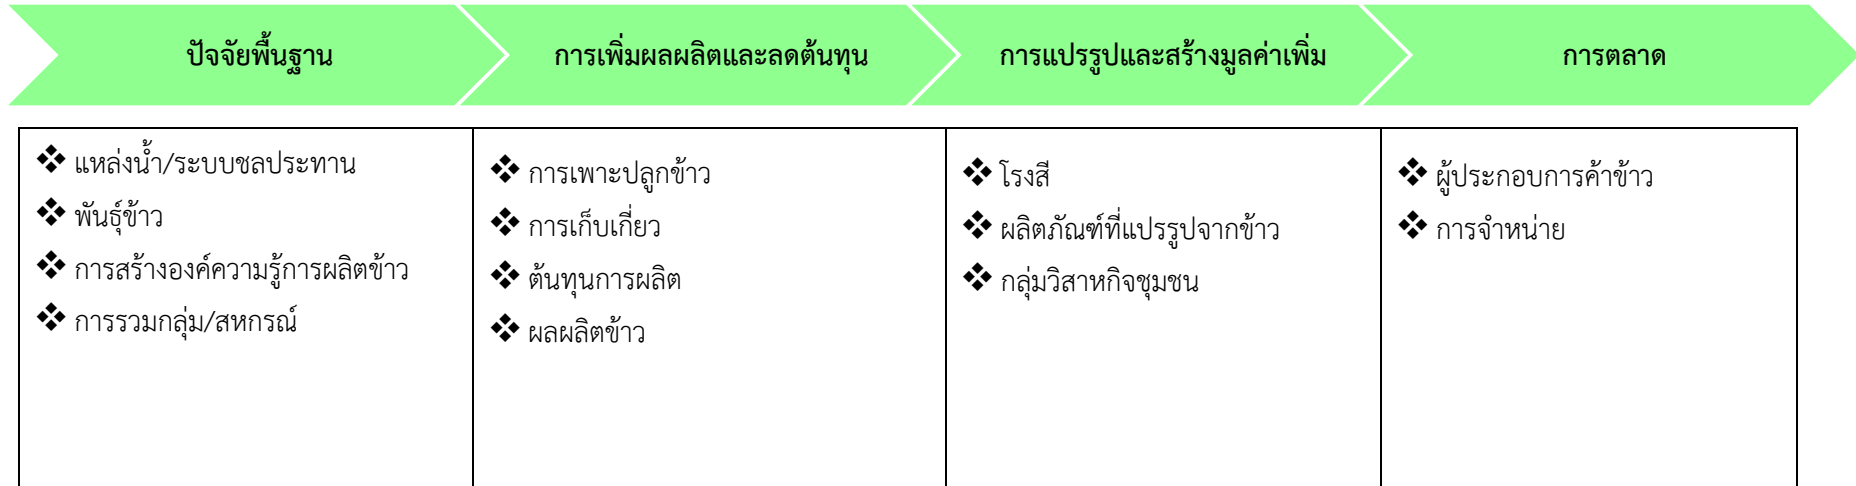 ปัจจัยพื้นฐาน
การเพิ่มผลผลิตและลดต้นทุน
การแปรรูปและสร้างมูลค่าเพิ่ม
การตลาด
❖ แหล่งน้ำ/ระบบชลประทาน
❖ พันธุ์ข้าว
❖ การสร้างองค์ความรู้การผลิตข้าว
❖ การรวมกลุ่ม/สหกรณ์
❖ การเพาะปลูกข้าว
❖ การเก็บเกี่ยว
❖ ต้นทุนการผลิต
❖ ผลผลิตข้าว
❖ โรงสี
❖ ผลิตภัณฑ์ที่แปรรูปจากข้าว
❖ กลุ่มวิสาหกิจชุมชน
❖ ผู้ประกอบการค้าข้าว
❖ การจำหน่าย